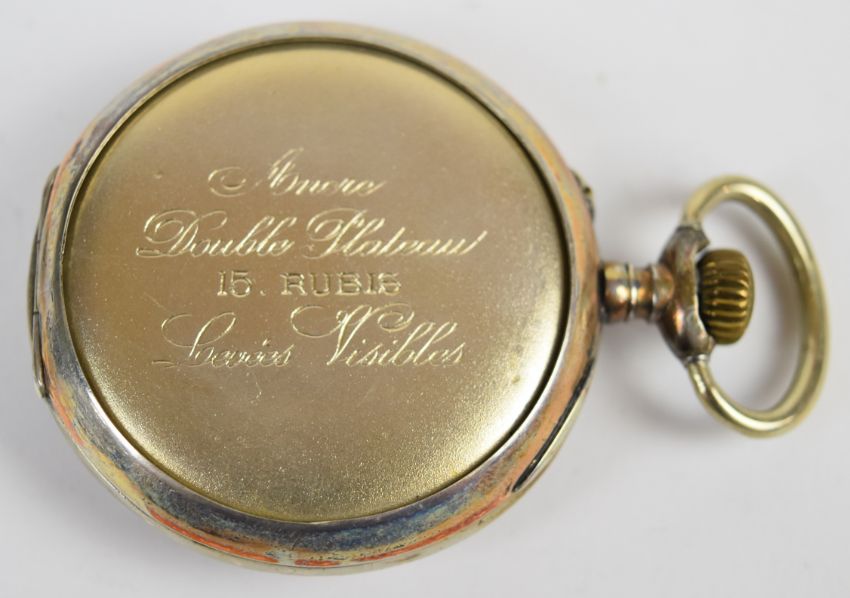 Ancre
Double Plateau
15. RUBIS
Levées Visibles